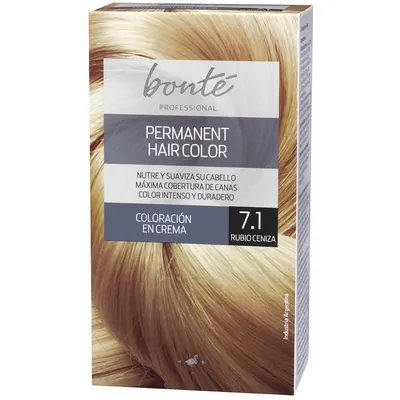 bonté
PROFESSIONAL
PERMANENT
HAIR COLOR
NUTRE Y SUAVIZA SU CABELLO
MÁXIMA COBERTURA DE CANAS
COLOR INTENSO Y DURADERO
COLORACIÓN
EN CREMA
7.1
RUBIO CENIZA
Industria Argentina